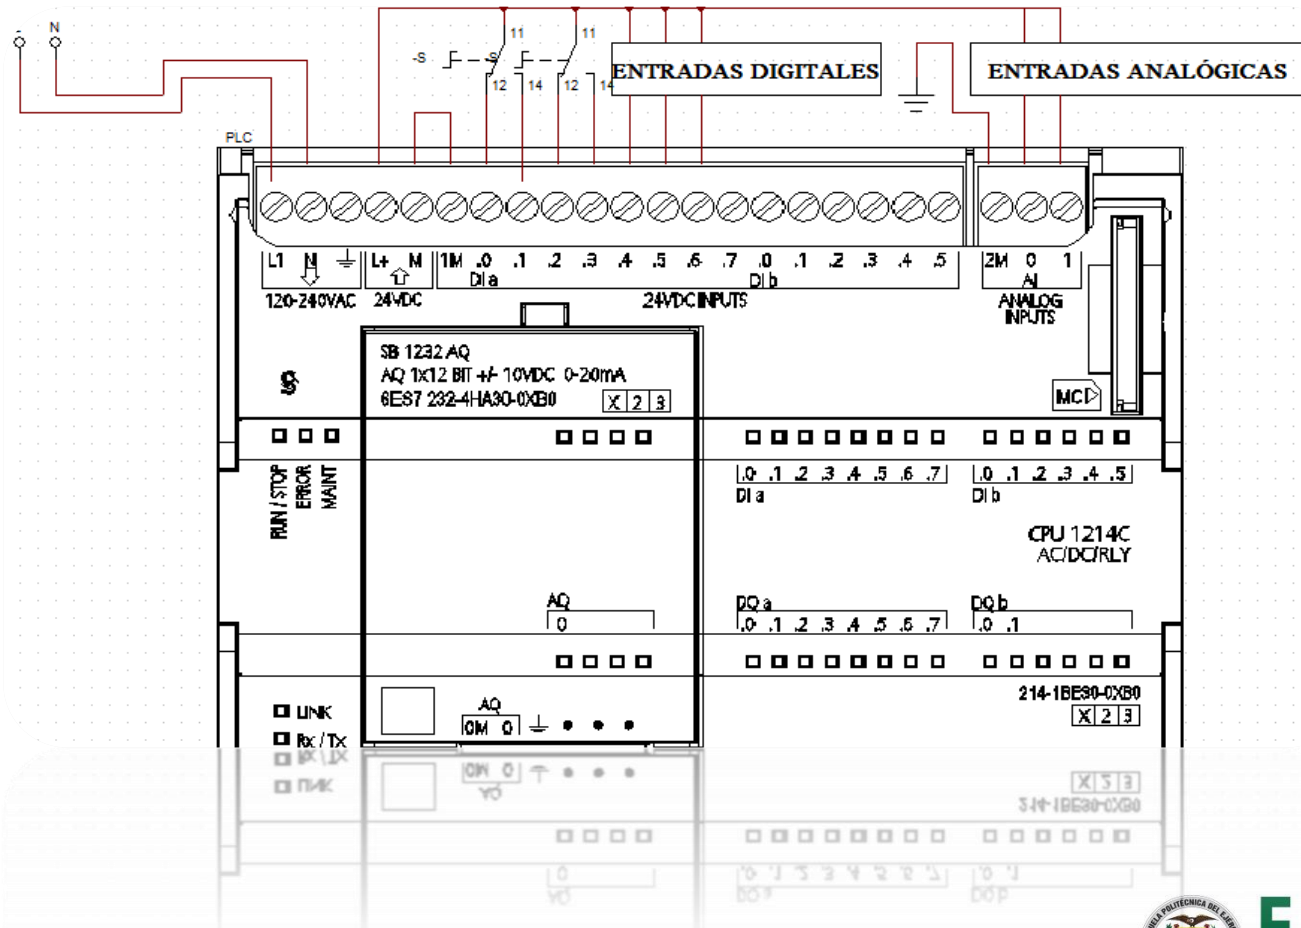 - N
11 11
-S -S
12 14 12 14
ENTRADAS DIGITALES
ENTRADAS ANALÓGICAS
PLC
L1 N L+ M 1M .0 .1 .2 .3 .4 .5 .6 .7 .0 .1 .2 .3 .4 .5 2M 0 1
DI a DI b AI
120-240VAC 24VDC 24VDC INPUTS ANALOG
INPUTS
SB 1232 AQ
AQ 1x12 BIT +/- 10VDC 0-20mA
6ES7 232-4HA30-0XB0 X 2 3
MC
RUN / STOP
ERROR
MAINT
.0 .1 .2 .3 .4 .5 .6 .7 .0 .1 .2 .3 .4 .5
DI a DI b
CPU 1214C
AC/DC/RLY
AQ DQ a DQ b
0 .0 .1 .2 .3 .4 .5 .6 .7 .0 .1
214-1BE30-0XB0
X 2 3
LINK
Rx / Tx
AQ
0M 0
E